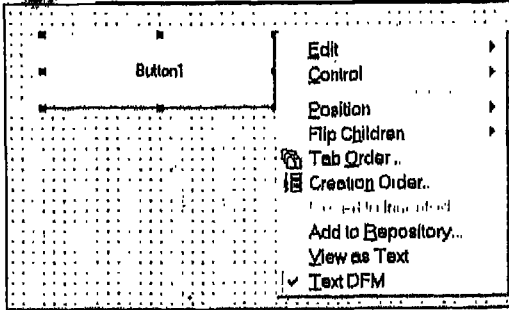 Button1
Edit
Control
Position
Flip Children
Tab Order..
Creation Order..
Add to Repository...
View as Text
Text DFM